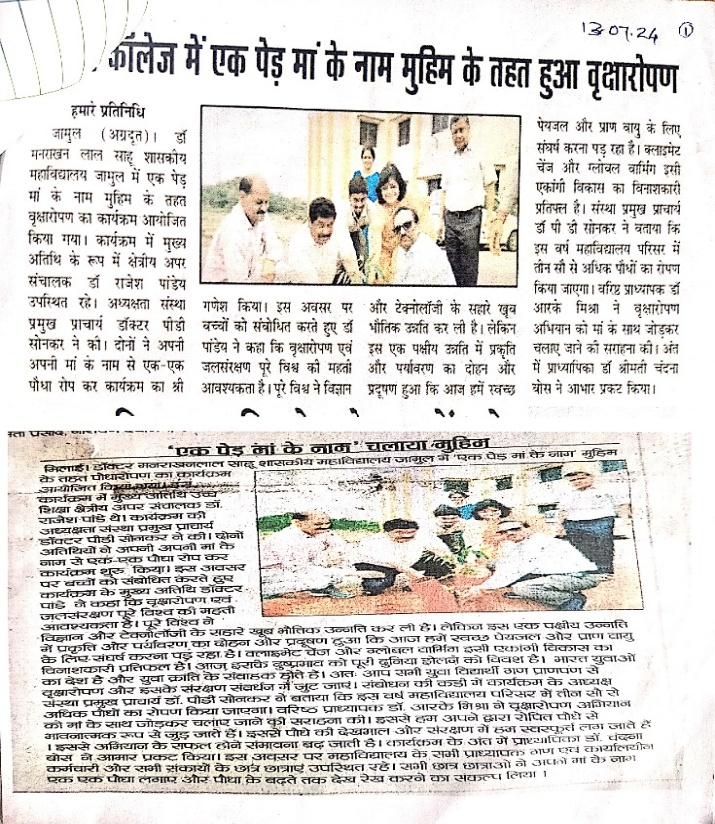 13.07.24 ①
कॉलेज में एक पेड़ मां के नाम मुहिम के तहत हुआ वृक्षारोपण
हमारे प्रतिनिधि
जामुल (अग्रदूत)। डॉ
मनराखन लाल साहू शासकीय
महाविद्यालय जामुल में एक पेड़
मां के नाम मुहिम के तहत
वृक्षारोपण का कार्यक्रम आयोजित
किया गया। कार्यक्रम में मुख्य
अतिथि के रूप में क्षेत्रीय अपर
संचालक डॉ राजेश पांडेय
उपस्थित रहे। अध्यक्षता संस्था
प्रमुख प्राचार्य डॉक्टर पीडी
सोनकर ने की। दोनों ने अपनी
अपनी मां के नाम से एक-एक
पौधा रोप कर कार्यक्रम का श्री
गणेश किया। इस अवसर पर
बच्चों को संबोधित करते हुए डॉ
पांडेय ने कहा कि वृक्षारोपण एवं
जलसंरक्षण पूरे विश्व की महती
आवश्यकता है। पूरे विश्व ने विज्ञान
और टेक्नोलॉजी के सहारे खुब
भौतिक उन्नति कर ली है। लेकिन
इस एक पक्षीय उन्नति में प्रकृति
और पर्यावरण का दोहन और
प्रदूषण हुआ कि आज हमें स्वच्छ
पेयजल और प्राण वायु के लिए
संघर्ष करना पड़ रहा है। क्लाइमेट
चेंज और ग्लोबल वार्मिंग इसी
एकांगी विकास का विनाशकारी
प्रतिफल है। संस्था प्रमुख प्राचार्य
डॉ पी डी सोनकर ने बताया कि
इस वर्ष महाविद्यालय परिसर में
तीन सौ से अधिक पौधों का रोपण
किया जाएगा। वरिष्ठ प्राध्यापक डॉ
आरके मिश्रा ने वृक्षारोपण
अभियान को मां के साथ जोड़कर
चलाए जाने की सराहना की। अंत
में प्राध्यापिका डॉ श्रीमती चंदना
बोस ने आभार प्रकट किया।
'एक पेड़ मां के नाम' चलाया मुहिम
भिलाई। डॉक्टर मनराखनलाल साहू शासकीय महाविद्यालय जामुल में 'एक पेड़ मां के नाम' मुहिम
के तहत पौधारोपण का कार्यक्रम
आयोजित किया गया। इस
कार्यक्रम में मुख्य अतिथि उच्च
शिक्षा क्षेत्रीय अपर संचालक डॉ.
राजेश पांडे थे। कार्यक्रम की
अध्यक्षता संस्था प्रमुख प्राचार्य
डॉक्टर पीडी सोनकर ने की। दोनों
अतिथियों ने अपनी अपनी मां के
नाम से एक-एक पौधा रोप कर
कार्यक्रम शुरू किया। इस अवसर
पर बच्चों को संबोधित करते हुए
कार्यक्रम के मुख्य अतिथि डॉक्टर
पांडे ने कहा कि वृक्षारोपण एवं
जलसंरक्षण पूरे विश्व की महती
आवश्यकता है। पूरे विश्व ने
विज्ञान और टेक्नोलॉजी के सहारे खूब भौतिक उन्नति कर ली है। लेकिन इस एक पक्षीय उन्नति
में प्रकृति और पर्यावरण का दोहन और प्रदूषण हुआ कि आज हमें स्वच्छ पेयजल और प्राण वायु
के लिए संघर्ष करना पड़ रहा है। क्लाइमेट चेंज और ग्लोबल वार्मिंग इसी एकांगी विकास का
विनाशकारी प्रतिफल है। आज इसके दुष्प्रभाव को पूरी दुनिया झेलने को विवश है। भारत युवाओं
का देश है और युवा क्रांति के संवाहक होते है। अतः आप सभी युवा विद्यार्थी गण प्राणपण से
वृक्षारोपण और इसके संरक्षण संवर्धन में जुट जाएं। संबोधन की कड़ी में कार्यक्रम के अध्यक्ष
संस्था प्रमुख प्राचार्य डॉ. पीडी सोनकर ने बताया कि इस वर्ष महाविद्यालय परिसर में तीन सौ से
अधिक पौधों का रोपण किया जाएगा। वरिष्ठ प्राध्यापक डॉ. आरके मिश्रा ने वृक्षारोपण अभियान
को मां के साथ जोड़कर चलाए जाने की सराहना की। इससे हम अपने द्वारा रोपित पौधे से
भावनात्मक रूप से जुड़ जाते हैं। इससे पौधे की देखभाल और संरक्षण में हम स्वस्फूर्त लग जाते हैं
। इससे अभियान के सफल होने संभावना बढ़ जाती है। कार्यक्रम के अंत में प्राध्यापिका डॉ. चंदना
बोस ने आभार प्रकट किया। इस अवसर पर महाविद्यालय के सभी प्राध्यापक गण एवं कार्यालयीन
कर्मचारी और सभी संकायों के छात्र छात्राएं उपस्थित रहे। सभी छात्र छात्राओं ने अपने मां के नाम
एक एक पौधा लगाए और पौधा के बढ़ते तक देख रेख करने का संकल्प लिया।